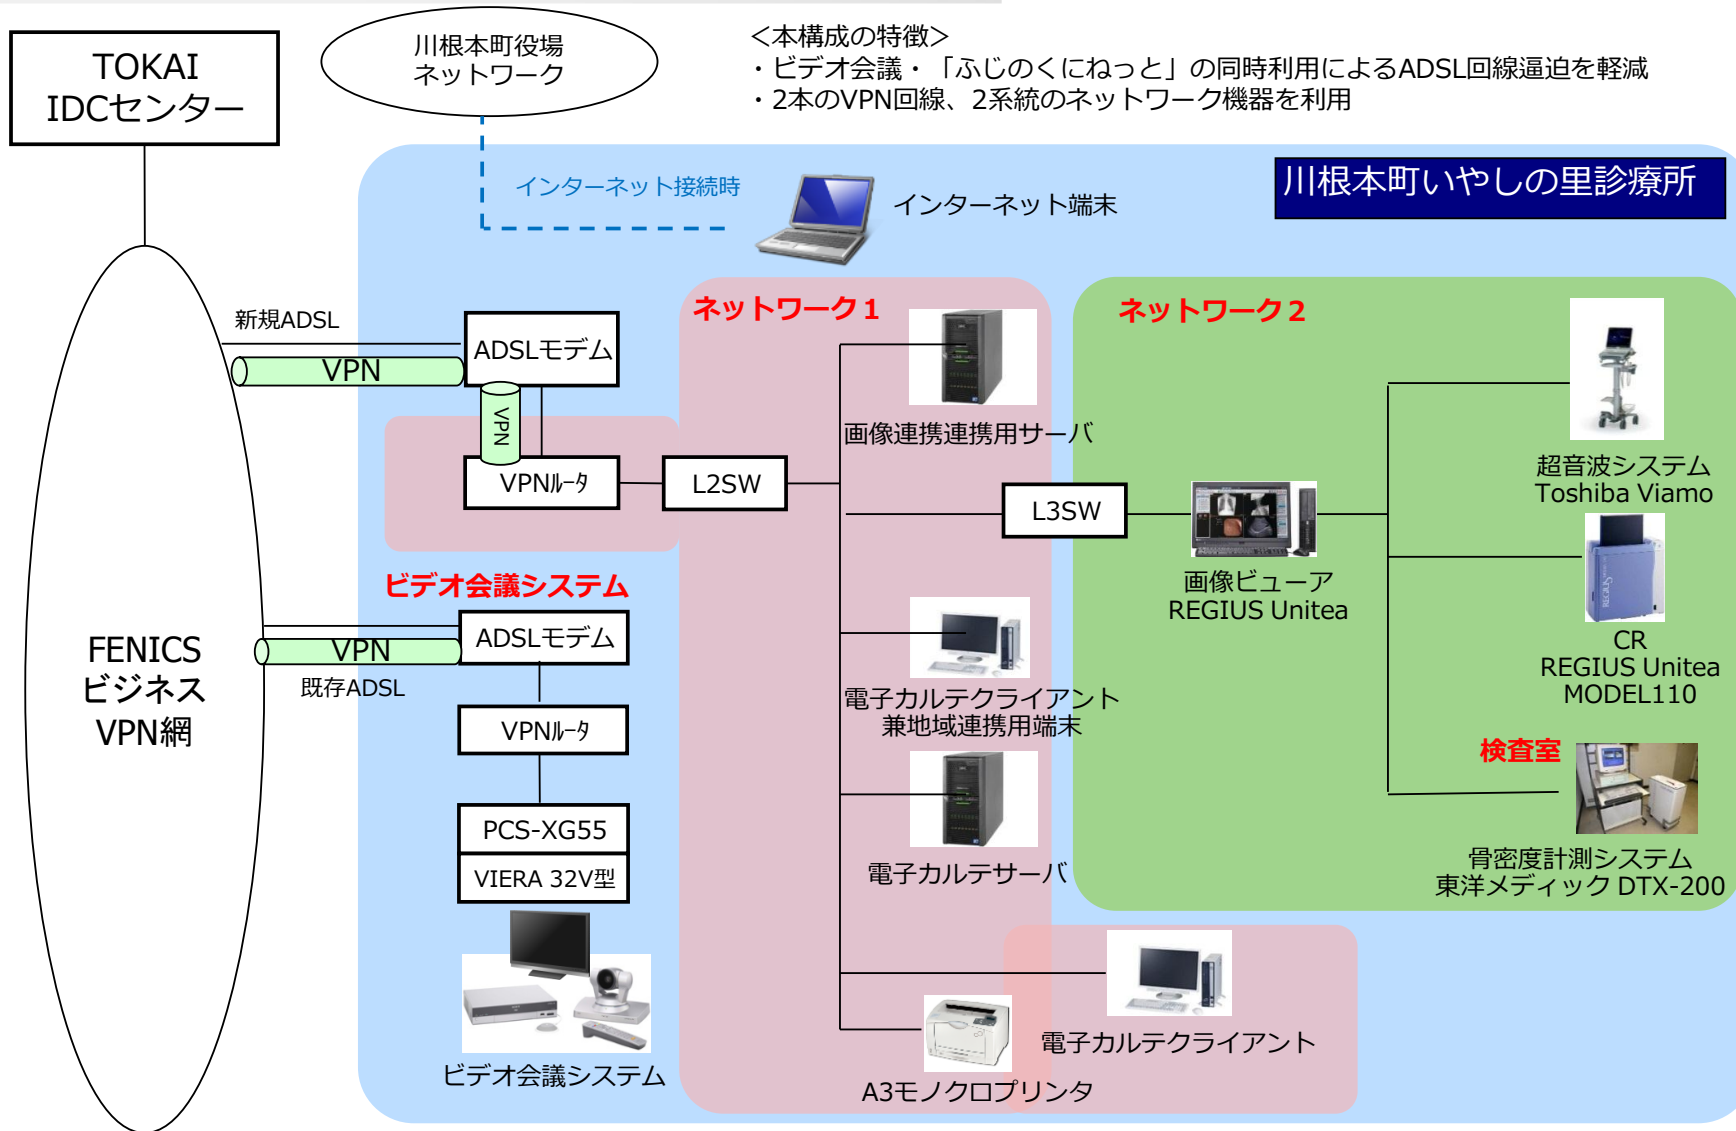 TOKAI
IDCセンター
川根本町役場
ネットワーク
＜本構成の特徴＞
・ビデオ会議・「ふじのくにねっと」の同時利用によるADSL回線逼迫を軽減
・2本のVPN回線、2系統のネットワーク機器を利用
川根本町いやしの里診療所
インターネット接続時
インターネット端末
ネットワーク１
ネットワーク２
新規ADSL
ADSLモデム
VPN
VPN
VPNﾙｰﾀ
L2SW
画像連携連携用サーバ
L3SW
画像ビューア
REGIUS Unitea
超音波システム
Toshiba Viamo
REGIUS
CR
REGIUS Unitea
MODEL110
ビデオ会議システム
ADSLモデム
VPN
既存ADSL
FENICS
ビジネス
VPN網
VPNﾙｰﾀ
電子カルテクライアント
兼地域連携用端末
検査室
PCS-XG55
VIERA 32V型
電子カルテサーバ
骨密度計測システム
東洋メディック DTX-200
ビデオ会議システム
電子カルテクライアント
A3モノクロプリンタ